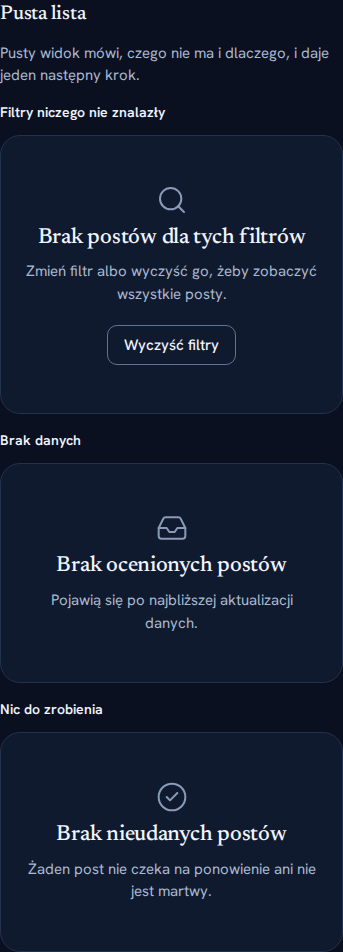 Pusta lista
Pusty widok mówi, czego nie ma i dlaczego, i daje
jeden następny krok.
Filtry niczego nie znalazły
Brak postów dla tych filtrów
Zmień filtr albo wyczyść go, żeby zobaczyć
wszystkie posty.
Wyczyść filtry
Brak danych
Brak ocenionych postów
Pojawią się po najbliższej aktualizacji
danych.
Nic do zrobienia
Brak nieudanych postów
Żaden post nie czeka na ponowienie ani nie
jest martwy.